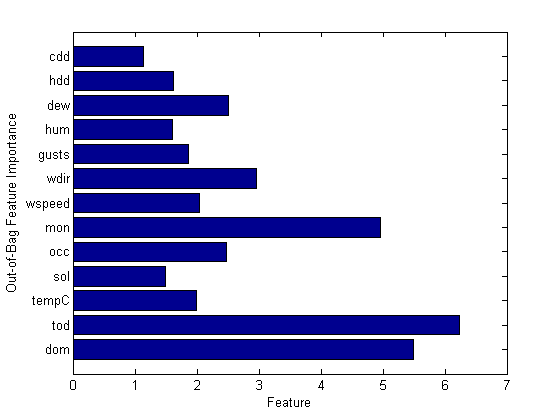 Out-of-Bag Feature Importance
cdd
hdd
dew
hum
gusts
wdir
wspeed
mon
occ
sol
tempC
tod
dom
0 1 2 3 4 5 6 7
Feature